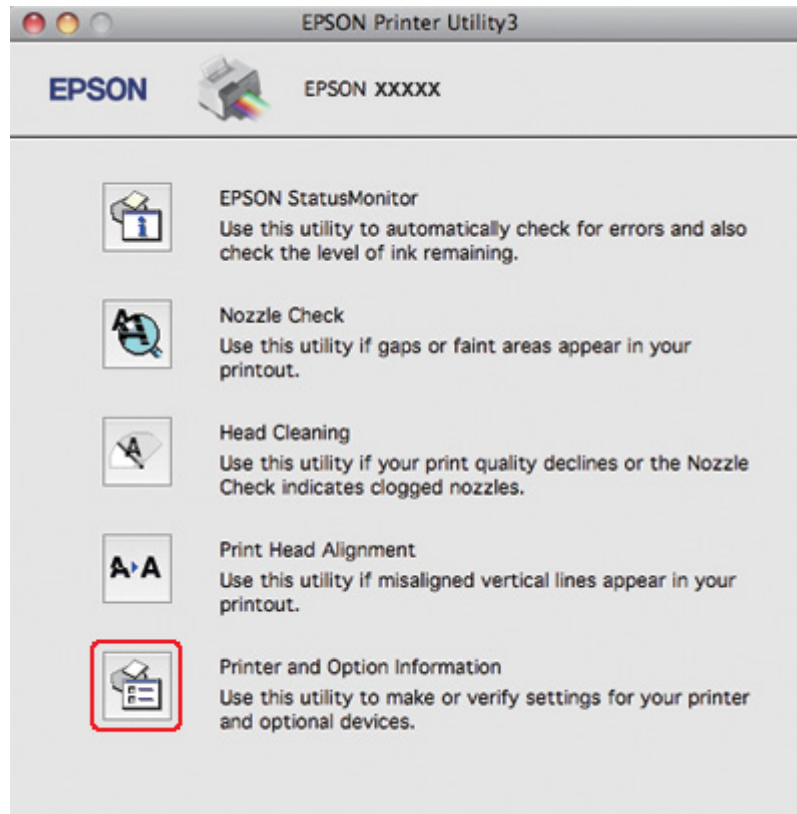 EPSON Printer Utility3
EPSON
EPSON XXXXX
EPSON StatusMonitor
Use this utility to automatically check for errors and also
check the level of ink remaining.
Nozzle Check
Use this utility if gaps or faint areas appear in your
printout.
Head Cleaning
Use this utility if your print quality declines or the Nozzle
Check indicates clogged nozzles.
A▸A
Print Head Alignment
Use this utility if misaligned vertical lines appear in your
printout.
Printer and Option Information
Use this utility to make or verify settings for your printer
and optional devices.